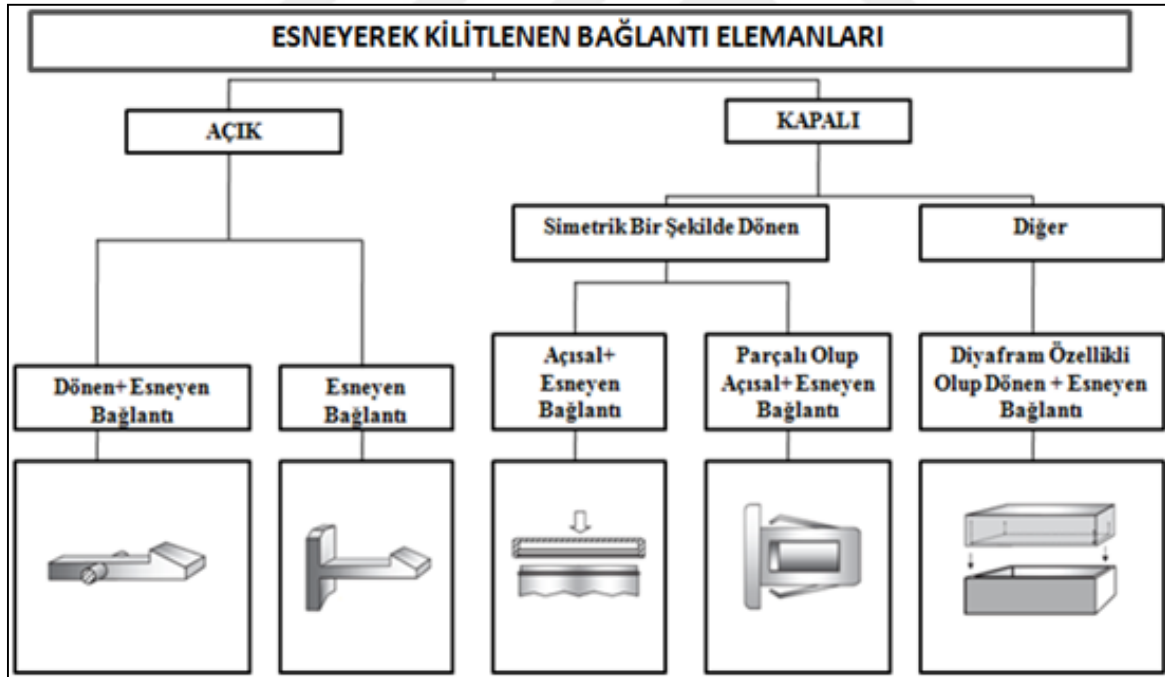 ESNEYEREK KİLİTLENEN BAĞLANTI ELEMANLARI
AÇIK
KAPALI
Simetrik Bir Şekilde Dönen
Diğer
Dönen+ Esneyen
Bağlantı
Esneyen
Bağlantı
Açısal+
Esneyen
Bağlantı
Parçalı Olup
Açısal+ Esneyen
Bağlantı
Diyafram Özellikli
Olup Dönen + Esneyen
Bağlantı